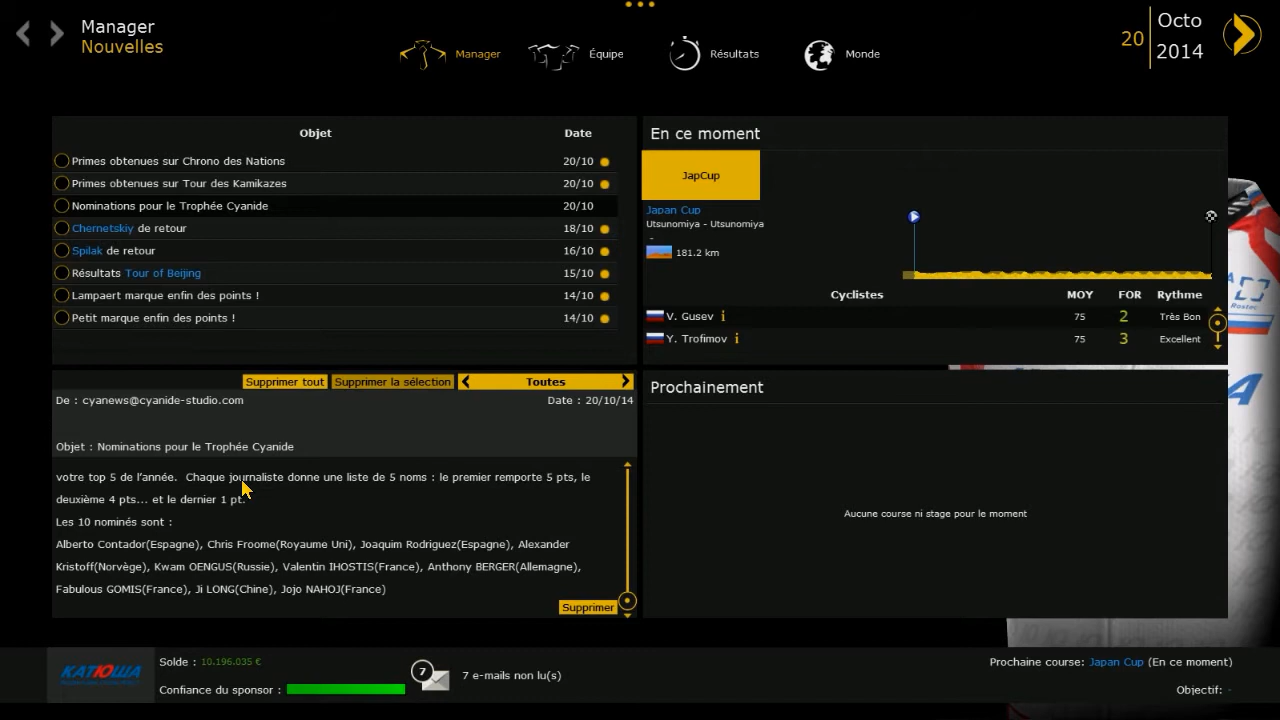 Manager
Nouvelles
Manager
Équipe
Résultats
Monde
20
Octo
2014
Objet Date
Primes obtenues sur Chrono des Nations 20/10
Primes obtenues sur Tour des Kamikazes 20/10
Nominations pour le Trophée Cyanide 20/10
Chernetskiy de retour 18/10
Spilak de retour 16/10
Résultats Tour of Beijing 15/10
Lampaert marque enfin des points ! 14/10
Petit marque enfin des points ! 14/10
En ce moment
JapCup
Japan Cup
Utsunomiya - Utsunomiya
-
181.2 km
Cyclistes MOY FOR Rythme
V. Gusev i 75 2 Très Bon
Y. Trofimov i 75 3 Excellent
Supprimer tout Supprimer la sélection Toutes
De : cyanews@cyanide-studio.com Date : 20/10/14
Objet : Nominations pour le Trophée Cyanide
votre top 5 de l'année. Chaque journaliste donne une liste de 5 noms : le premier remporte 5 pts, le
deuxième 4 pts... et le dernier 1 pt.
Les 10 nominés sont :
Alberto Contador(Espagne), Chris Froome(Royaume Uni), Joaquim Rodriguez(Espagne), Alexander
Kristoff(Norvège), Kwam OENGUS(Russie), Valentin IHOSTIS(France), Anthony BERGER(Allemagne),
Fabulous GOMIS(France), Ji LONG(Chine), Jojo NAHOJ(France)
Supprimer
Prochainement
Aucune course ni stage pour le moment
Rostec
КАТЮША
Solde : 10.196.035 €
Confiance du sponsor :
7
7 e-mails non lu(s)
Prochaine course: Japan Cup (En ce moment)
Objectif: -